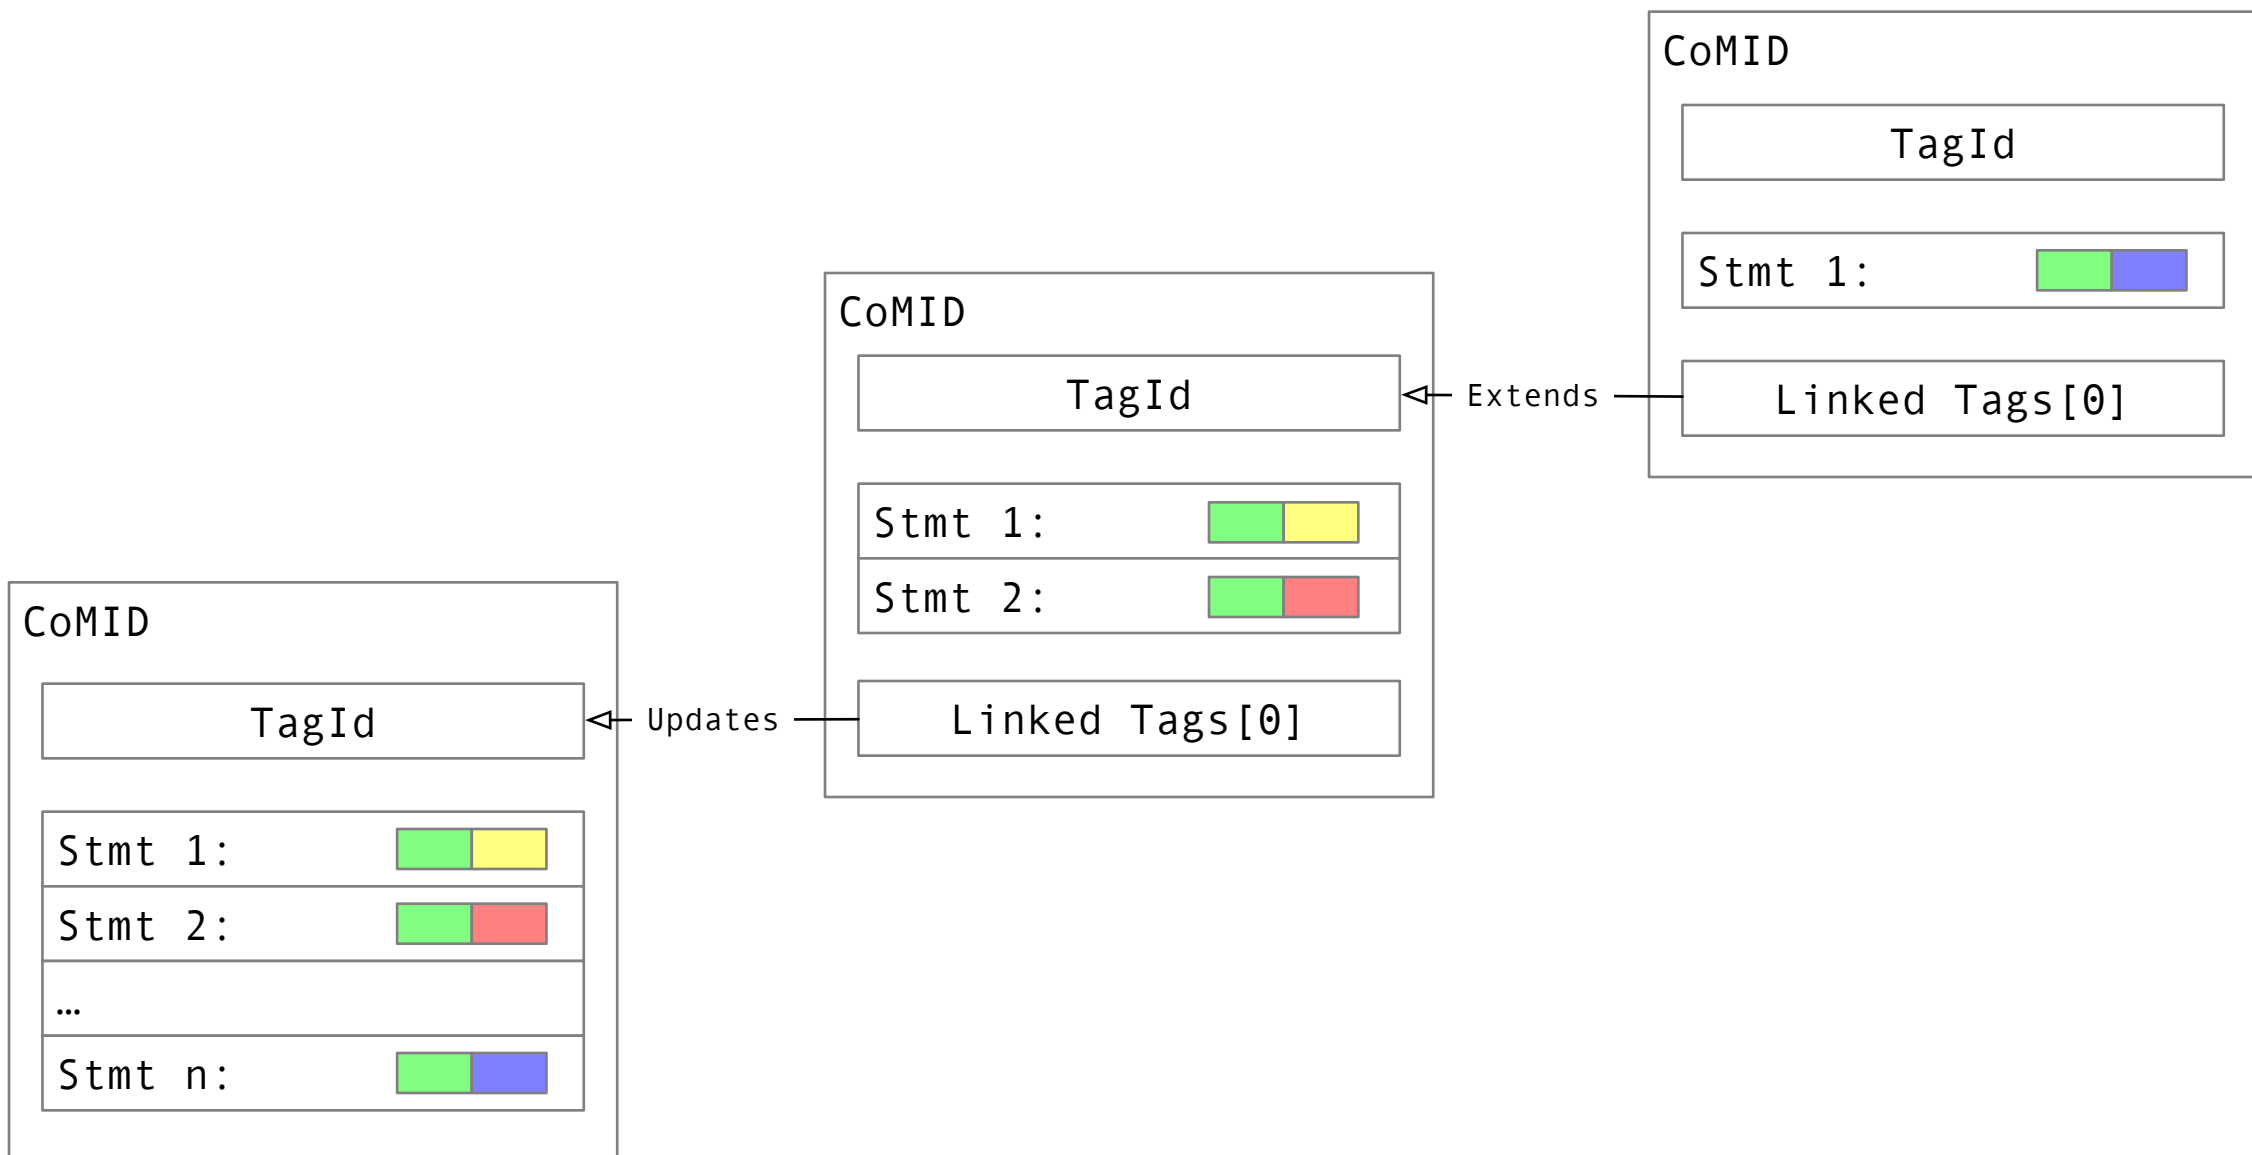 CoMID
TagId
Stmt 1:
Linked Tags[0]
Extends
CoMID
TagId
Stmt 1:
Stmt 2:
Linked Tags[0]
Updates
CoMID
TagId
Stmt 1:
Stmt 2:
…
Stmt n: